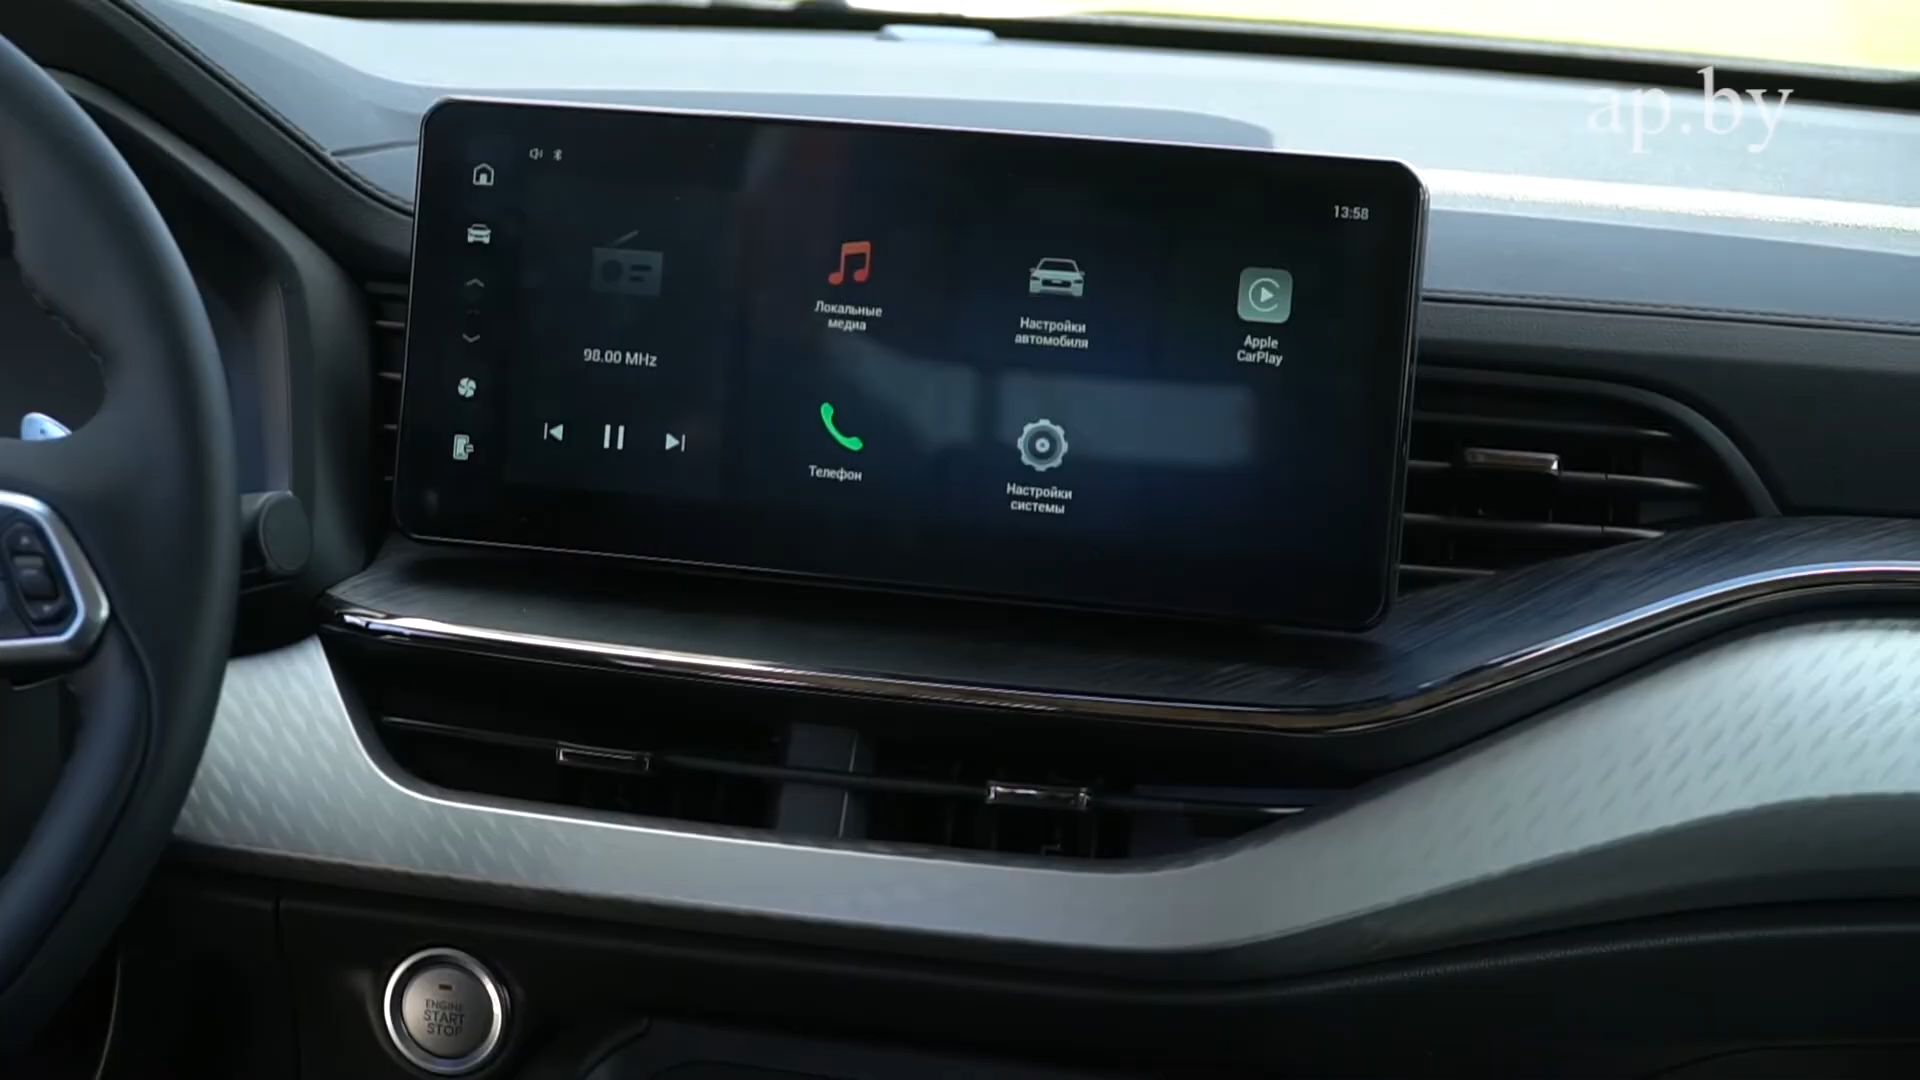 ap.by
13:58
Локальные
медиа
Настройки
автомобиля
Apple
CarPlay
98.00 MHz
Телефон
Настройки
системы
ENGINE
START
STOP